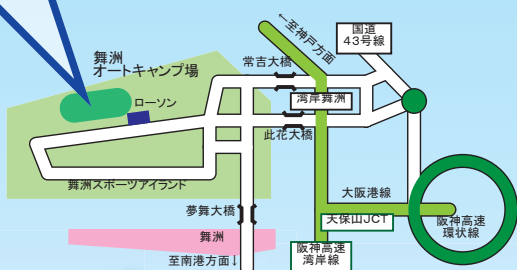 ←至神戸方面
国道
43号線
舞洲
オートキャンプ場
常吉大橋
ローソン
湾岸舞洲
此花大橋
舞洲スポーツアイランド
大阪港線
夢舞大橋
天保山JCT
阪神高速
環状線
舞洲
至南港方面↓
阪神高速
湾岸線